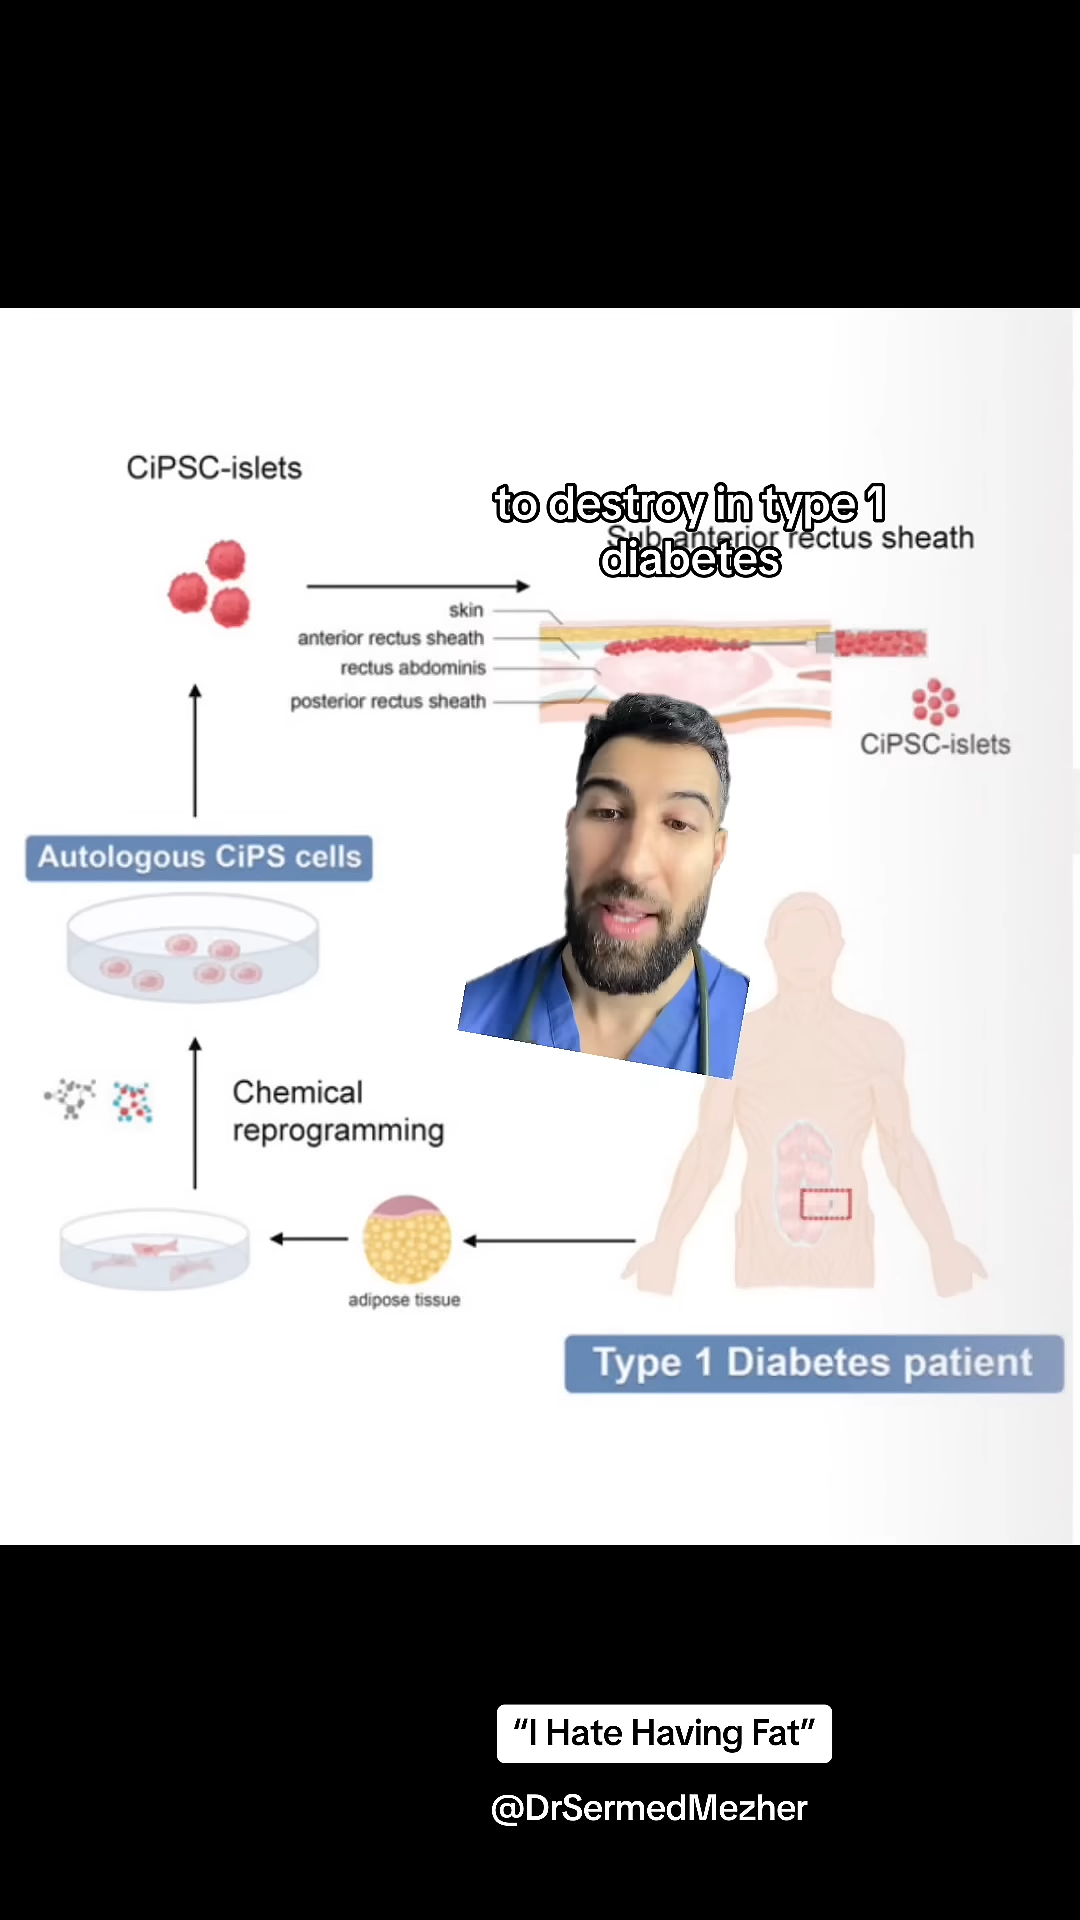 CiPSC-islets
to destroy in type 1
diabetes
Sub-anterior rectus sheath
skin
anterior rectus sheath
rectus abdominis
posterior rectus sheath
CiPSC-islets
Autologous CiPS cells
Chemical
reprogramming
adipose tissue
Type 1 Diabetes patient
“I Hate Having Fat”
@DrSermedMezher